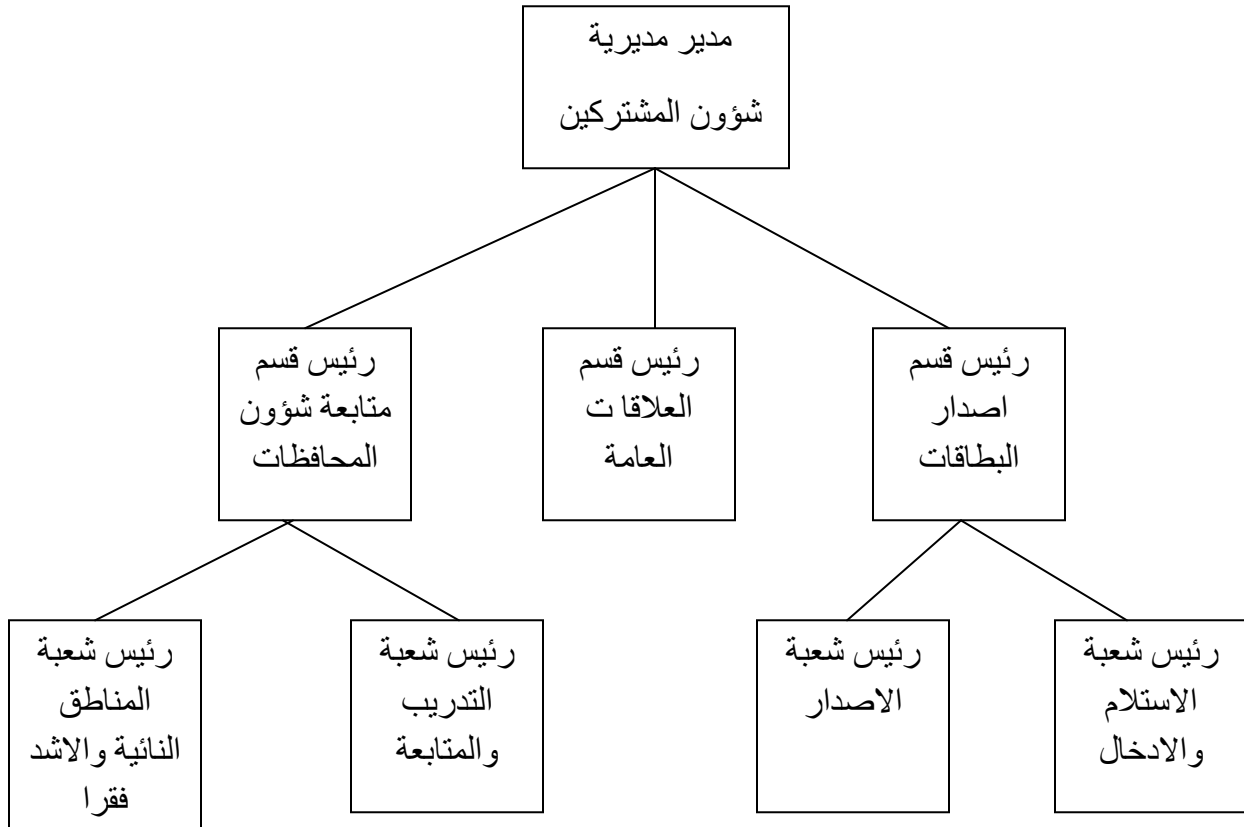 مدير مديرية
شؤون المشتركين
رئيس قسم
اصدار
البطاقات
رئيس قسم
العلاقا ت
العامة
رئيس قسم
متابعة شؤون
المحافظات
رئيس شعبة
الاستلام
والادخال
رئيس شعبة
الاصدار
رئيس شعبة
التدريب
والمتابعة
رئيس شعبة
المناطق
النائية والاشد
فقرا